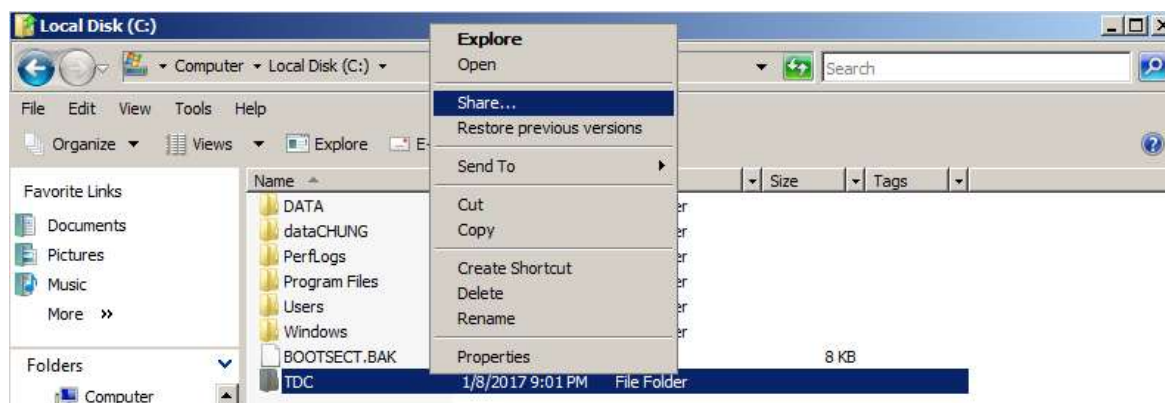 Local Disk (C:)
Computer Local Disk (C:)
Search
File Edit View Tools Help
Organize Views Explore E-
Favorite Links
Documents
Pictures
Music
More »
Folders
Computer
Name Size Tags
DATA
dataCHUNG
PerfLogs
Program Files
Users
Windows
BOOTSECT.BAK 8 KB
TDC 1/8/2017 9:01 PM File Folder
Explore
Open
Share...
Restore previous versions
Send To
Cut
Copy
Create Shortcut
Delete
Rename
Properties